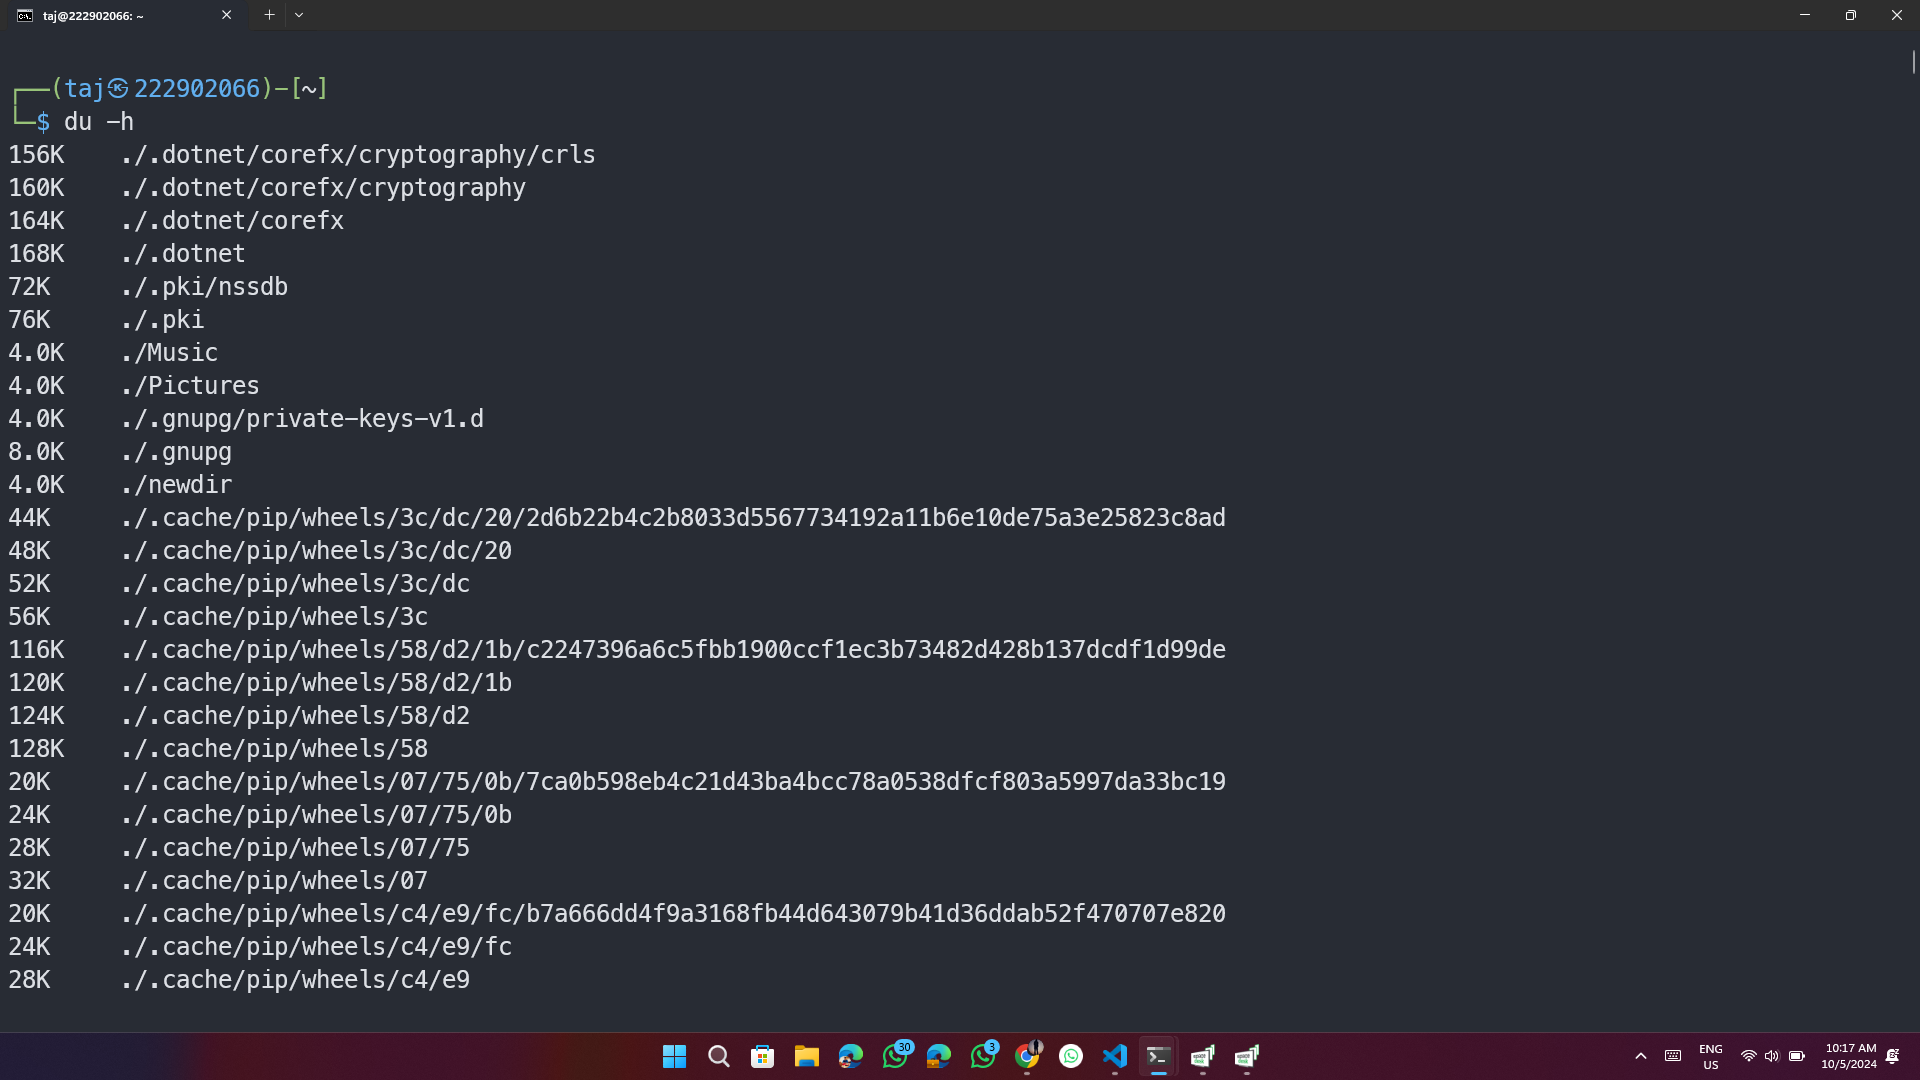 taj@222902066: ~
┌──(taj㉿222902066)-[~]
└─$ du -h
156K    ./.dotnet/corefx/cryptography/crls
160K    ./.dotnet/corefx/cryptography
164K    ./.dotnet/corefx
168K    ./.dotnet
72K     ./.pki/nssdb
76K     ./.pki
4.0K    ./Music
4.0K    ./Pictures
4.0K    ./.gnupg/private-keys-v1.d
8.0K    ./.gnupg
4.0K    ./newdir
44K     ./.cache/pip/wheels/3c/dc/20/2d6b22b4c2b8033d5567734192a11b6e10de75a3e25823c8ad
48K     ./.cache/pip/wheels/3c/dc/20
52K     ./.cache/pip/wheels/3c/dc
56K     ./.cache/pip/wheels/3c
116K    ./.cache/pip/wheels/58/d2/1b/c2247396a6c5fbb1900ccf1ec3b73482d428b137dcdf1d99de
120K    ./.cache/pip/wheels/58/d2/1b
124K    ./.cache/pip/wheels/58/d2
128K    ./.cache/pip/wheels/58
20K     ./.cache/pip/wheels/07/75/0b/7ca0b598eb4c21d43ba4bcc78a0538dfcf803a5997da33bc19
24K     ./.cache/pip/wheels/07/75/0b
28K     ./.cache/pip/wheels/07/75
32K     ./.cache/pip/wheels/07
20K     ./.cache/pip/wheels/c4/e9/fc/b7a666dd4f9a3168fb44d643079b41d36ddab52f470707e820
24K     ./.cache/pip/wheels/c4/e9/fc
28K     ./.cache/pip/wheels/c4/e9
30
3
ENG
US
10:17 AM
10/5/2024